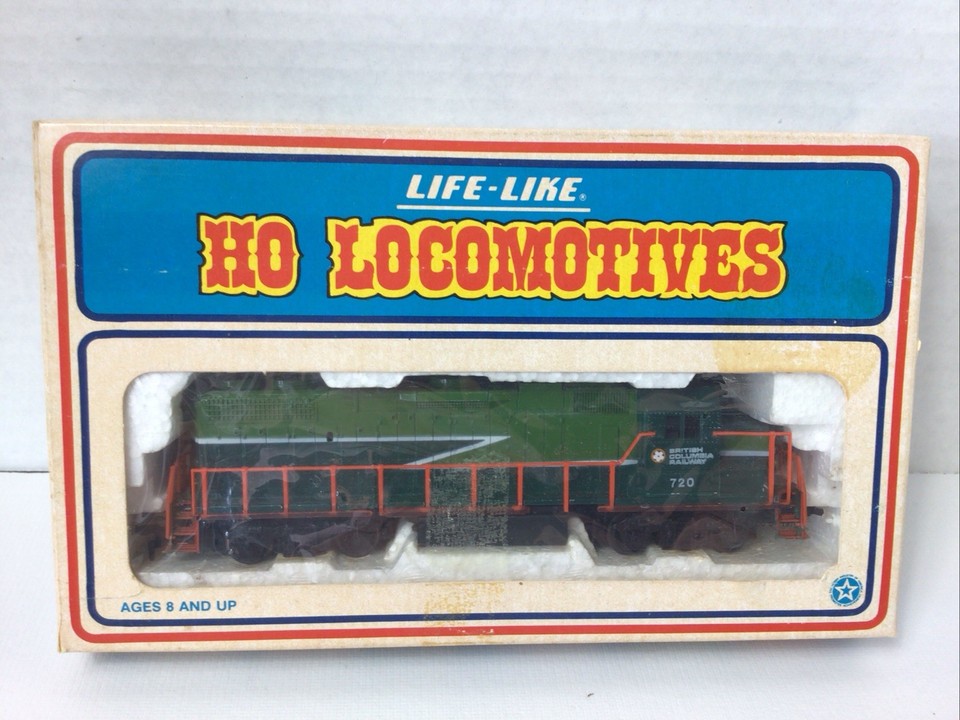 LIFE-LIKE®
HO LOCOMOTIVES
BRITISH
COLUMBIA
RAILWAY
720
AGES 8 AND UP